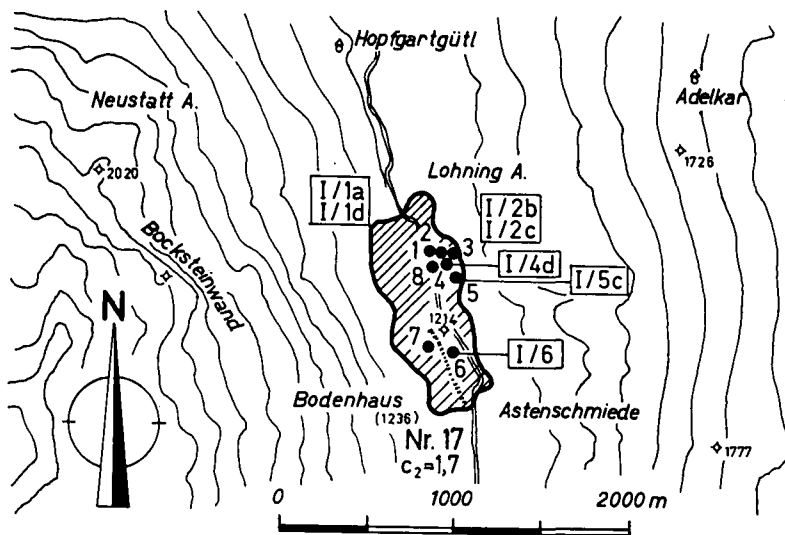 Hopfgartgütl
Neustatt A.
Adelkar
2020
1726
Lohning A.
I/1a
I/1d
I/2b
I/2c
Bocksteinwand
2
3
1
I/4d
8
4
I/5c
5
N
1214
7
I/6
6
Bodenhaus
(1236)
Astenschmiede
Nr. 17
c₂=1,7
1777
0
1000
2000 m